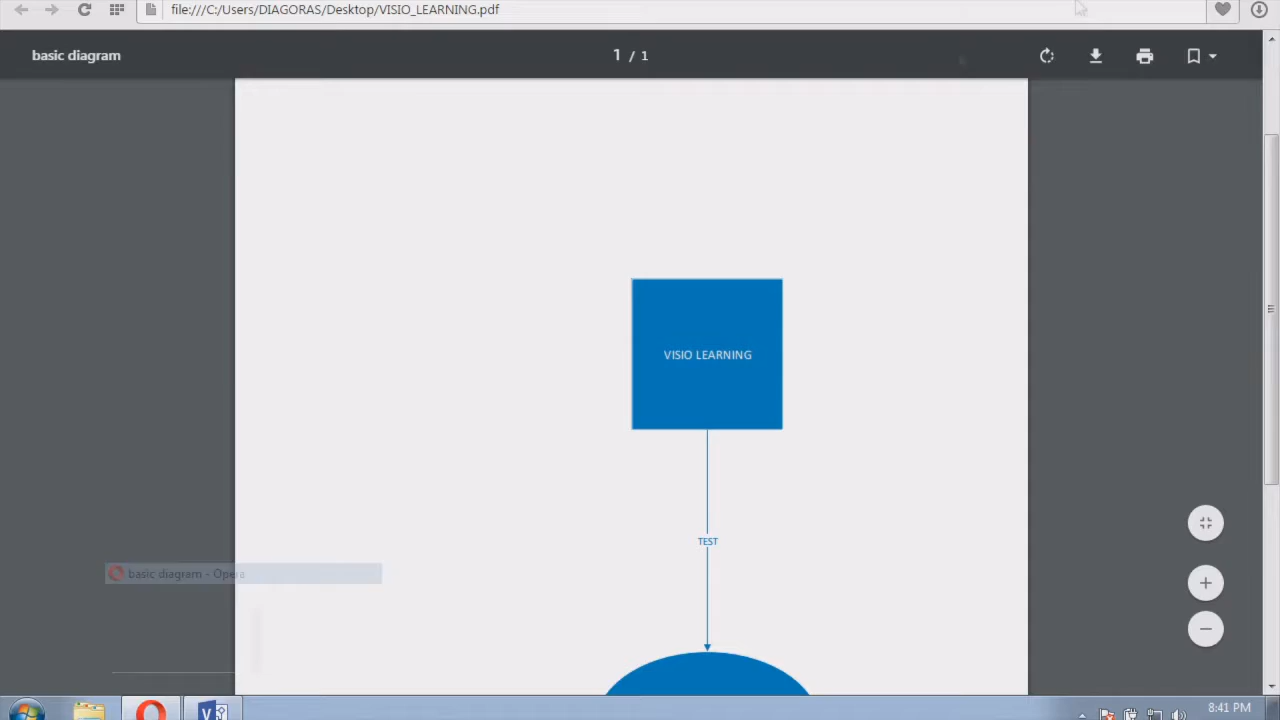 file:///C:/Users/DIAGORAS/Desktop/VISIO_LEARNING.pdf
basic diagram
1 / 1
VISIO LEARNING
TEST
basic diagram - Opera
8:41 PM